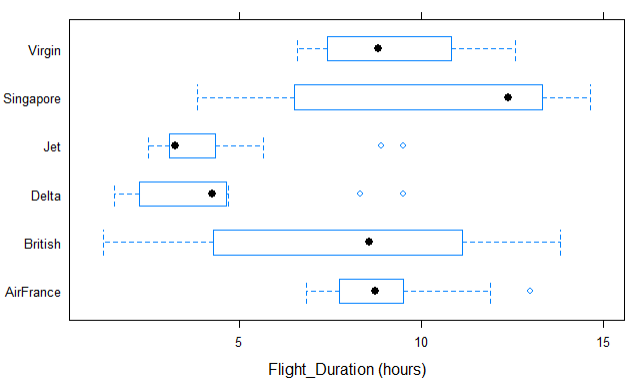 Virgin
Singapore
Jet
Delta
British
AirFrance
5 10 15
Flight_Duration (hours)